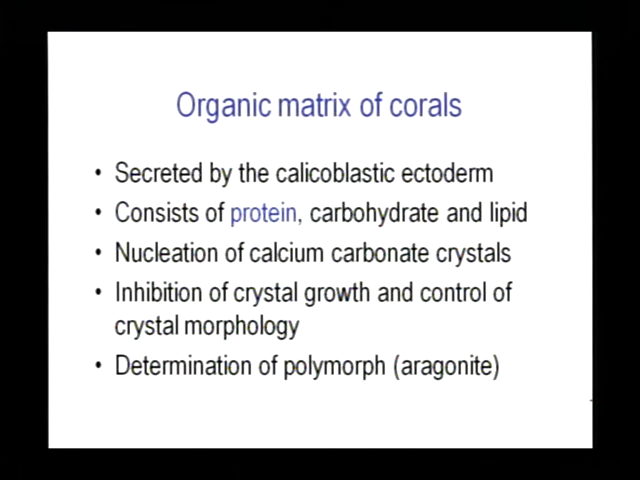 Organic matrix of corals
• Secreted by the calicoblastic ectoderm
• Consists of protein, carbohydrate and lipid
• Nucleation of calcium carbonate crystals
• Inhibition of crystal growth and control of
crystal morphology
• Determination of polymorph (aragonite)